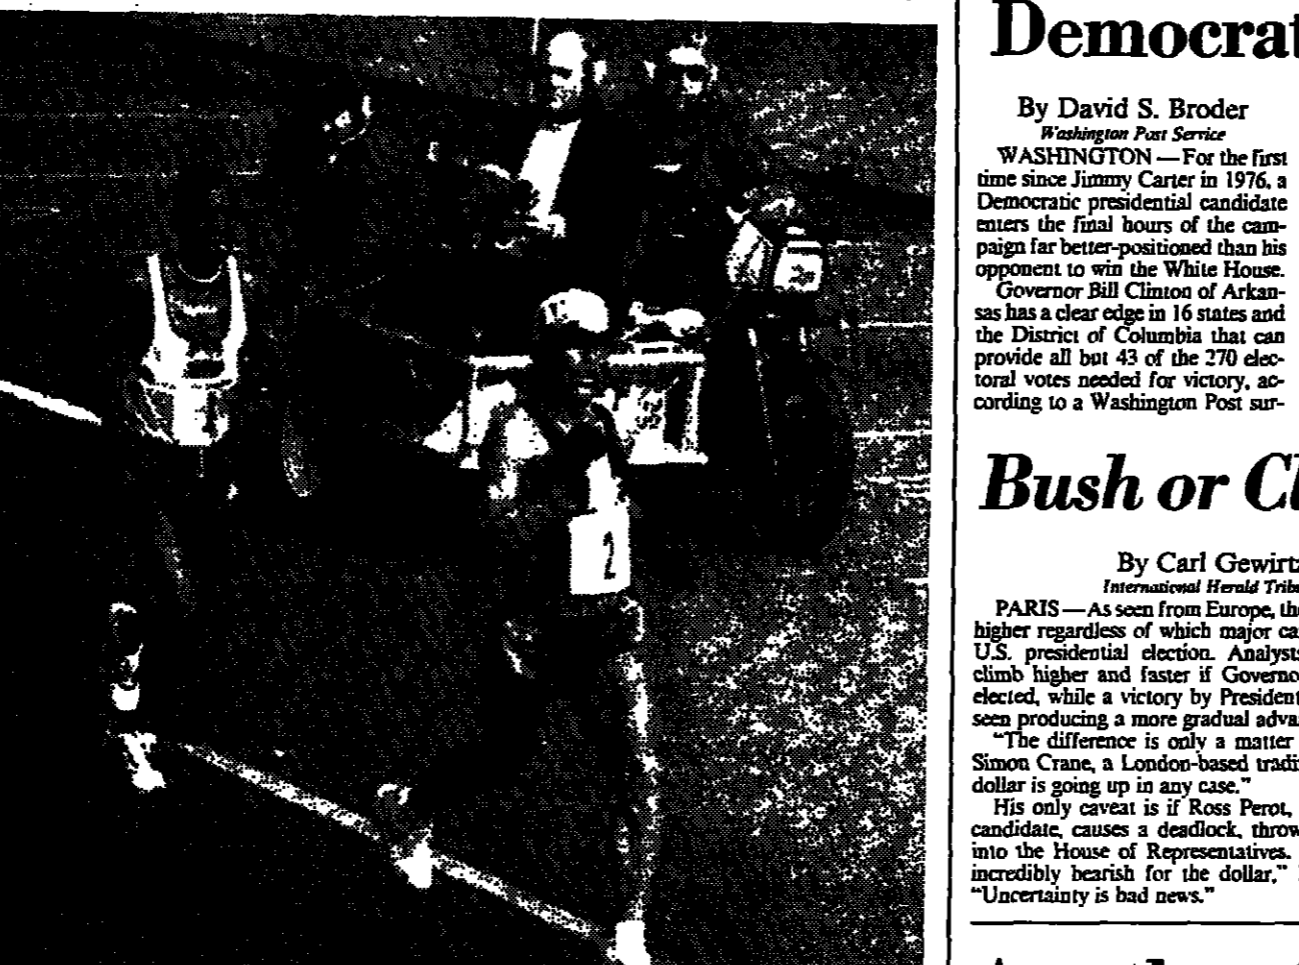 2
Democrat
By David S. Broder
Washington Post Service
WASHINGTON — For the first
time since Jimmy Carter in 1976, a
Democratic presidential candidate
enters the final hours of the cam-
paign far better-positioned than his
opponent to win the White House.
Governor Bill Clinton of Arkan-
sas has a clear edge in 16 states and
the District of Columbia that can
provide all but 43 of the 270 elec-
toral votes needed for victory, ac-
cording to a Washington Post sur-
Bush or Cl
By Carl Gewirtz
International Herald Trib
PARIS — As seen from Europe, the
higher regardless of which major ca
U.S. presidential election. Analysts
climb higher and faster if Governo
elected, while a victory by President
seen producing a more gradual adva
"The difference is only a matter
Simon Crane, a London-based tradi
dollar is going up in any case."
His only caveat is if Ross Perot,
candidate, causes a deadlock, throw
into the House of Representatives.
incredibly bearish for the dollar,"
"Uncertainty is bad news."